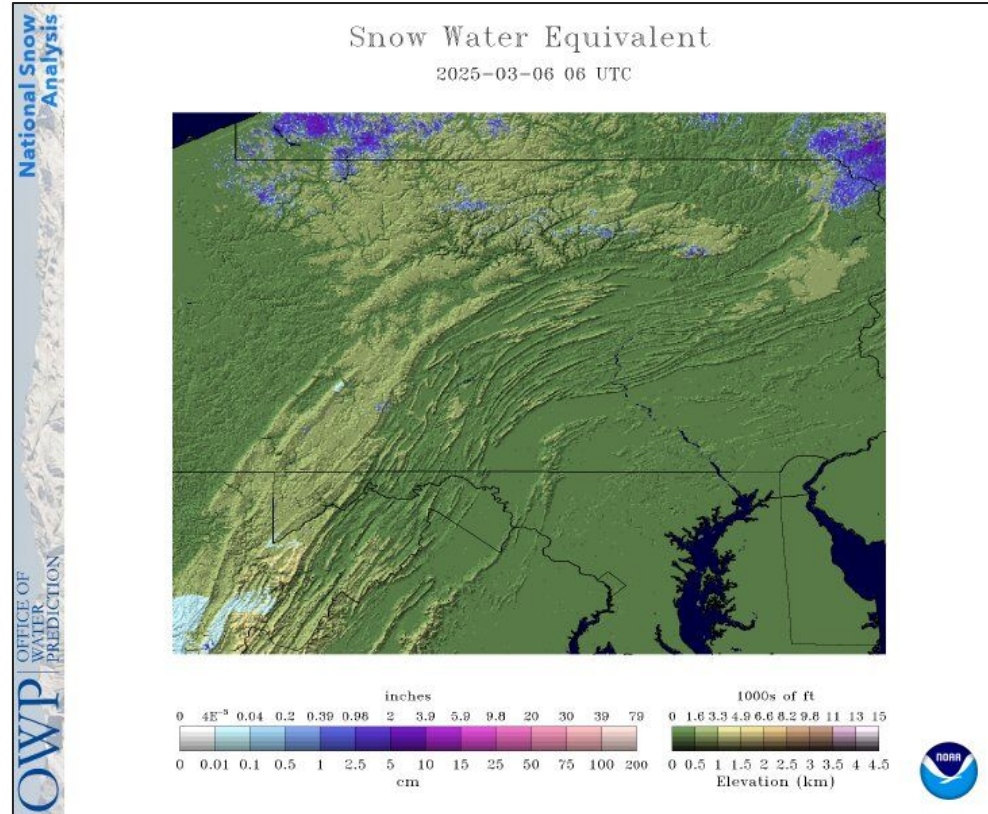 National Snow
Analysis
OWP
OFFICE OF
WATER
PREDICTION
Snow Water Equivalent
2025-03-06 06 UTC
inches
0 4E⁻⁵ 0.04 0.2 0.39 0.98 2 3.9 5.9 9.8 20 30 39 79
0 0.01 0.1 0.5 1 2.5 5 10 15 25 50 75 100 200
cm
1000s of ft
0 1.6 3.3 4.9 6.6 8.2 9.8 11 13 15
0 0.5 1 1.5 2 2.5 3 3.5 4 4.5
Elevation (km)
NOAA